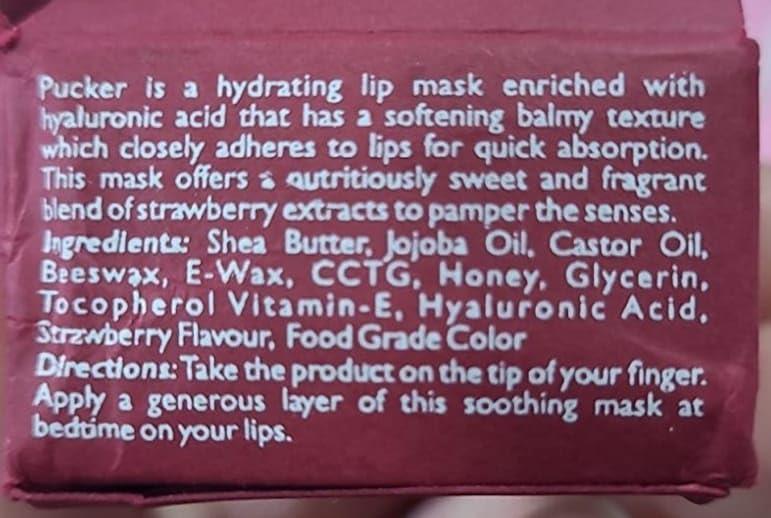 Pucker is a hydrating lip mask enriched with
hyaluronic acid that has a softening balmy texture
which closely adheres to lips for quick absorption.
This mask offers a nutritiously sweet and fragrant
blend of strawberry extracts to pamper the senses.
Ingredients: Shea Butter, Jojoba Oil, Castor Oil,
Beeswax, E-Wax, CCTG, Honey, Glycerin,
Tocopherol Vitamin-E, Hyaluronic Acid,
Strawberry Flavour, Food Grade Color
Directions: Take the product on the tip of your finger.
Apply a generous layer of this soothing mask at
bedtime on your lips.